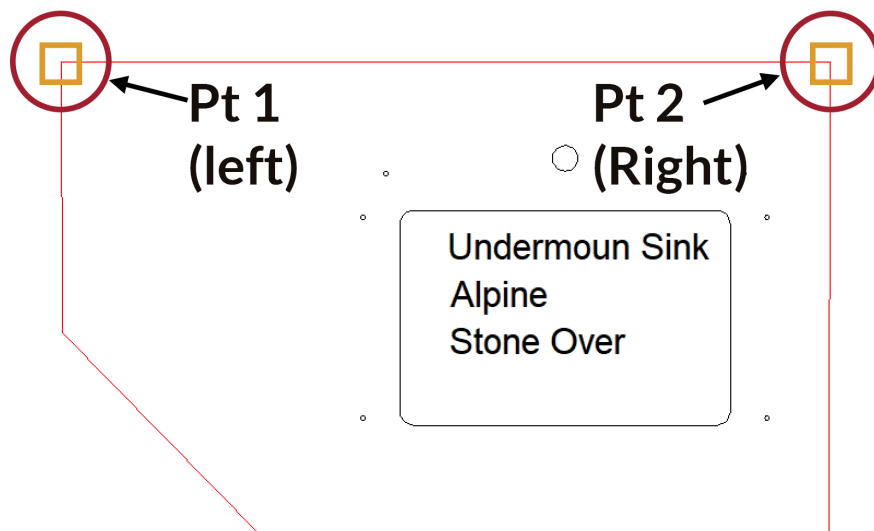 Pt 1
(left)
Pt 2
(Right)
Undermoun Sink
Alpine
Stone Over